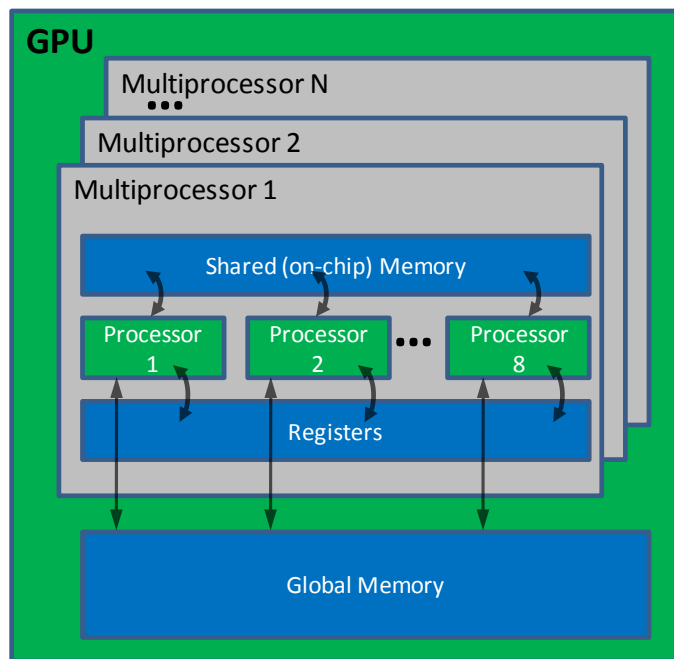 GPU
Multiprocessor N
...
Multiprocessor 2
Multiprocessor 1
Shared (on-chip) Memory
Processor
1
Processor
2
...
Processor
8
Registers
Global Memory